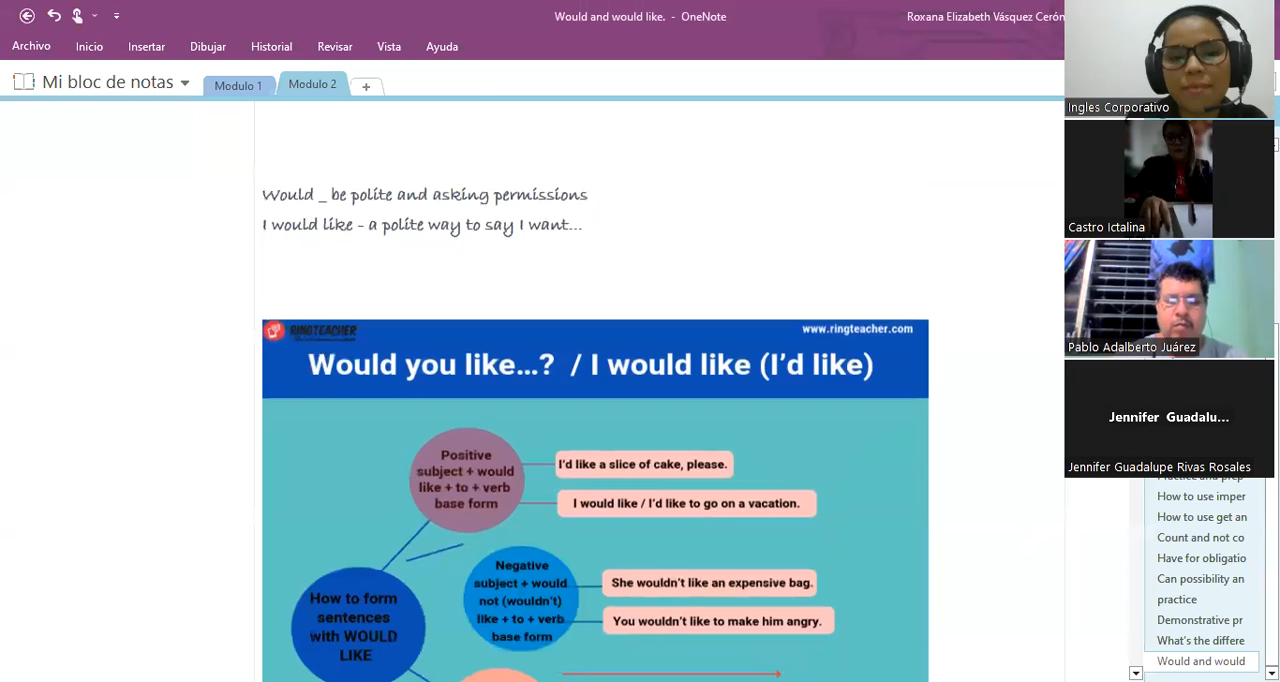 Would and would like. - OneNote
Roxana Elizabeth Vásquez Cerón
Archivo Inicio Insertar Dibujar Historial Revisar Vista Ayuda
Mi bloc de notas Modulo 1 Modulo 2 +
Would _ be polite and asking permissions
I would like - a polite way to say I want...
RINGTEACHER
www.ringteacher.com
Would you like...? / I would like (I'd like)
Positive
subject + would
like + to + verb
base form
I'd like a slice of cake, please.
I would like / I'd like to go on a vacation.
Negative
subject + would
not (wouldn't)
like + to + verb
base form
She wouldn't like an expensive bag.
You wouldn't like to make him angry.
How to form
sentences
with WOULD
LIKE
Ingles Corporativo
Castro Ictalina
Pablo Adalberto Juárez
Jennifer Guadalu...
Jennifer Guadalupe Rivas Rosales
Practice and prep
How to use imper
How to use get an
Count and not co
Have for obligatio
Can possibility an
practice
Demonstrative pr
What's the differe
Would and would